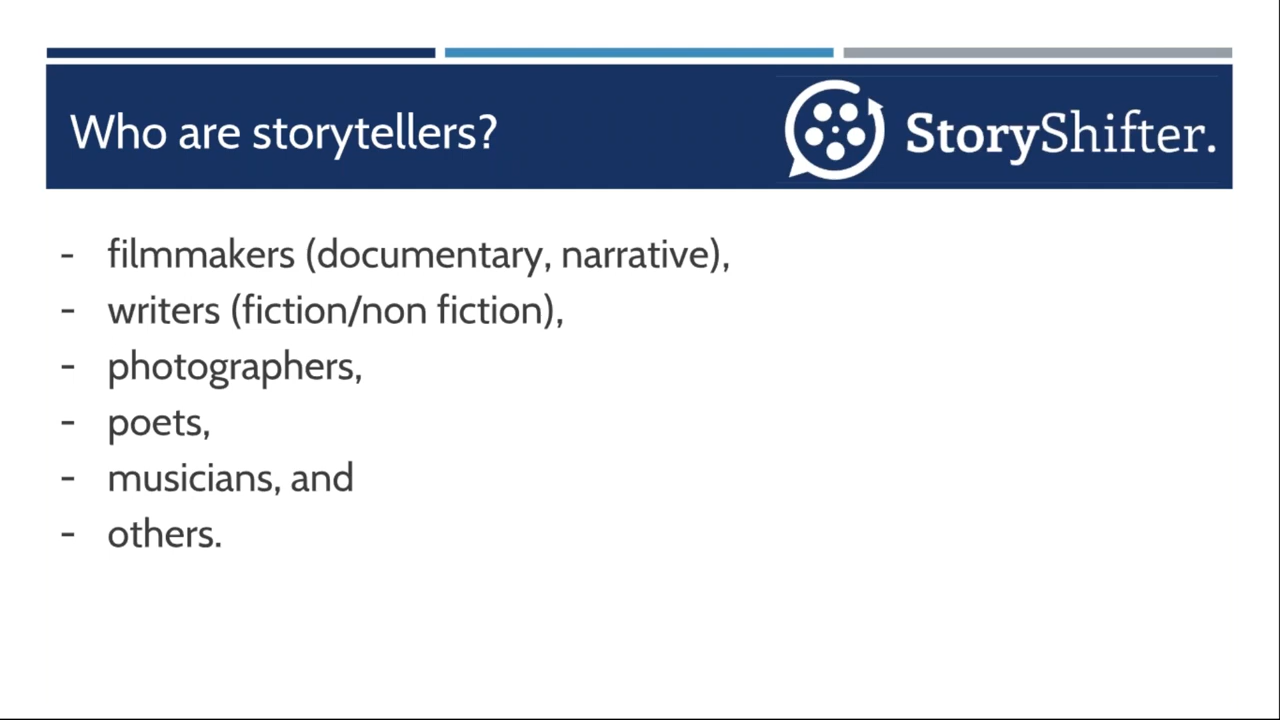 Who are storytellers?
StoryShifter.
- filmmakers (documentary, narrative),
- writers (fiction/non fiction),
- photographers,
- poets,
- musicians, and
- others.